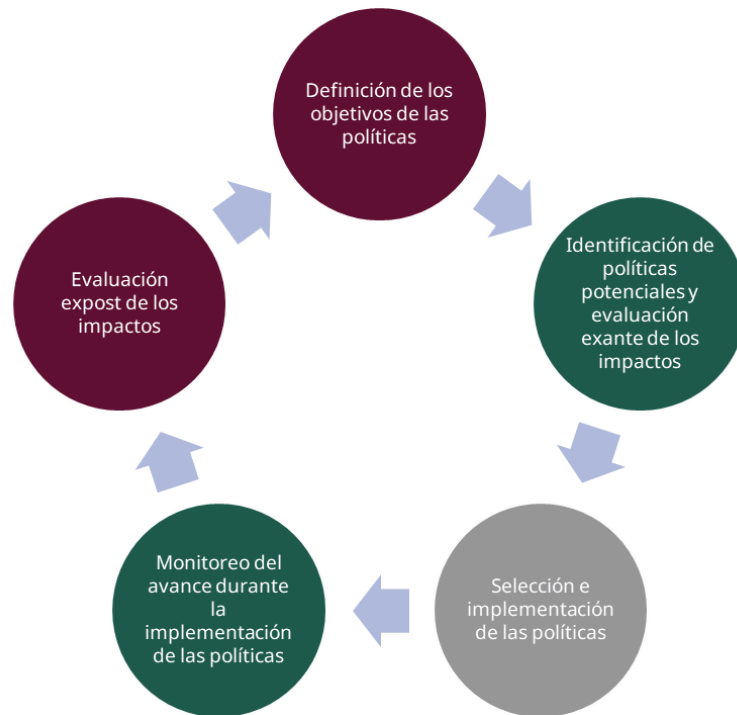 Definición de los
objetivos de las
políticas
Identificación de
políticas
potenciales y
evaluación
exante de los
impactos
Selección e
implementación
de las políticas
Monitoreo del
avance durante
la
implementación
de las políticas
Evaluación
expost de los
impactos